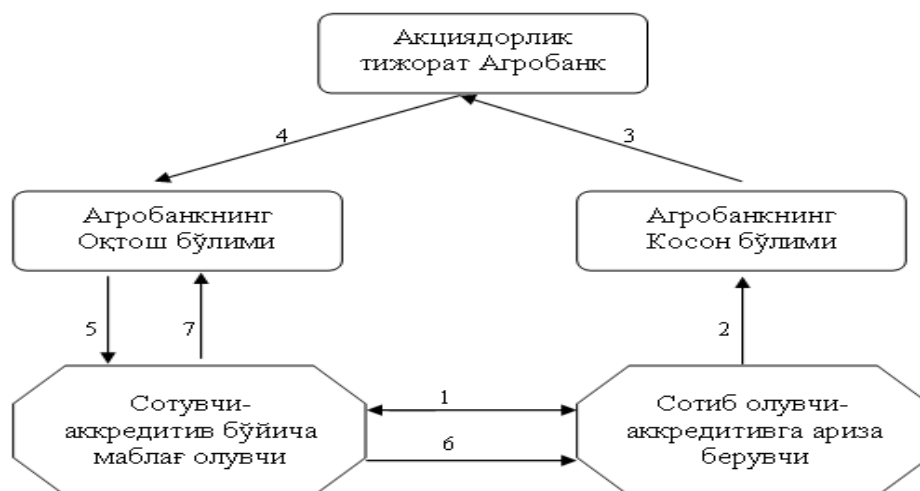 Акциядорлик
тижорат Агробанк
4
3
Агробанкнинг
Оқтош бўлими
Агробанкнинг
Косон бўлими
5
7
2
Сотувчи-
аккредитив бўйича
маблағ олувчи
1
6
Сотиб олувчи-
аккредитивга ариза
берувчи